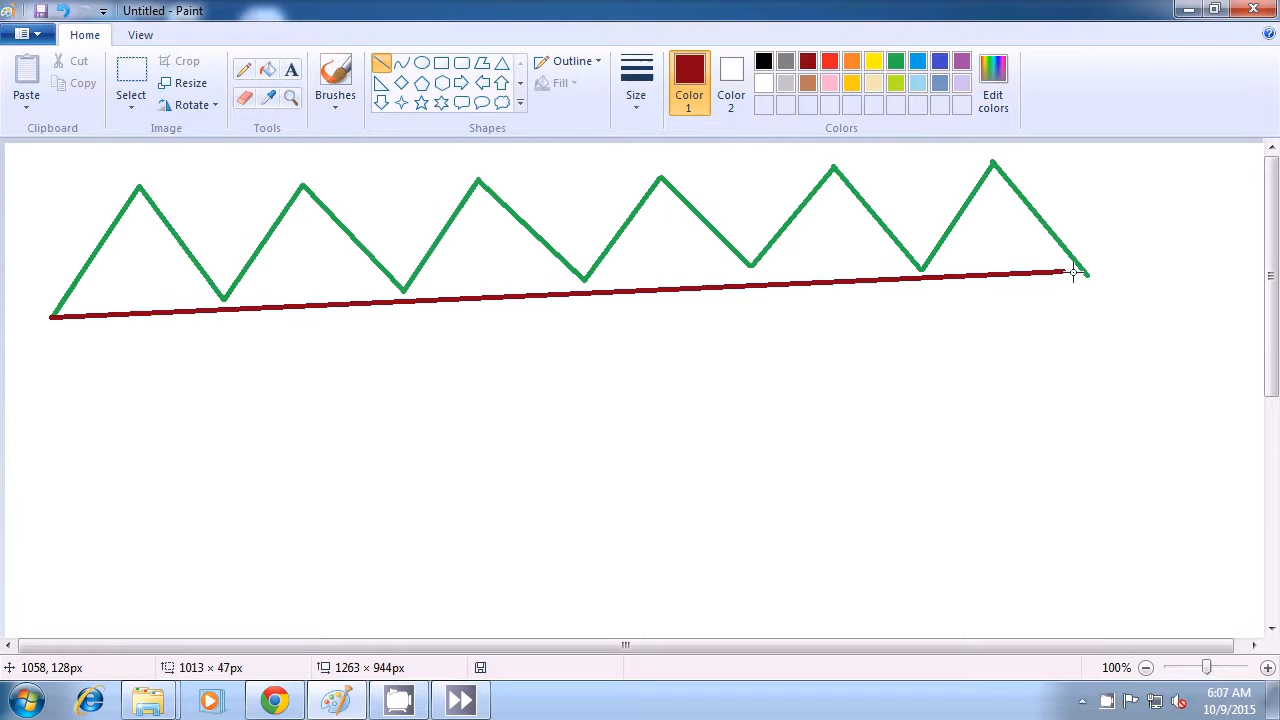 Untitled - Paint
Home View
Paste
Cut
Copy
Clipboard
Select
Crop
Resize
Rotate
Image
A
Tools
Brushes
Outline
Fill
Shapes
Size
Color 1
Color 2
Edit colors
Colors
1058, 128px 1013 × 47px 1263 × 944px 100%
6:07 AM
10/9/2015